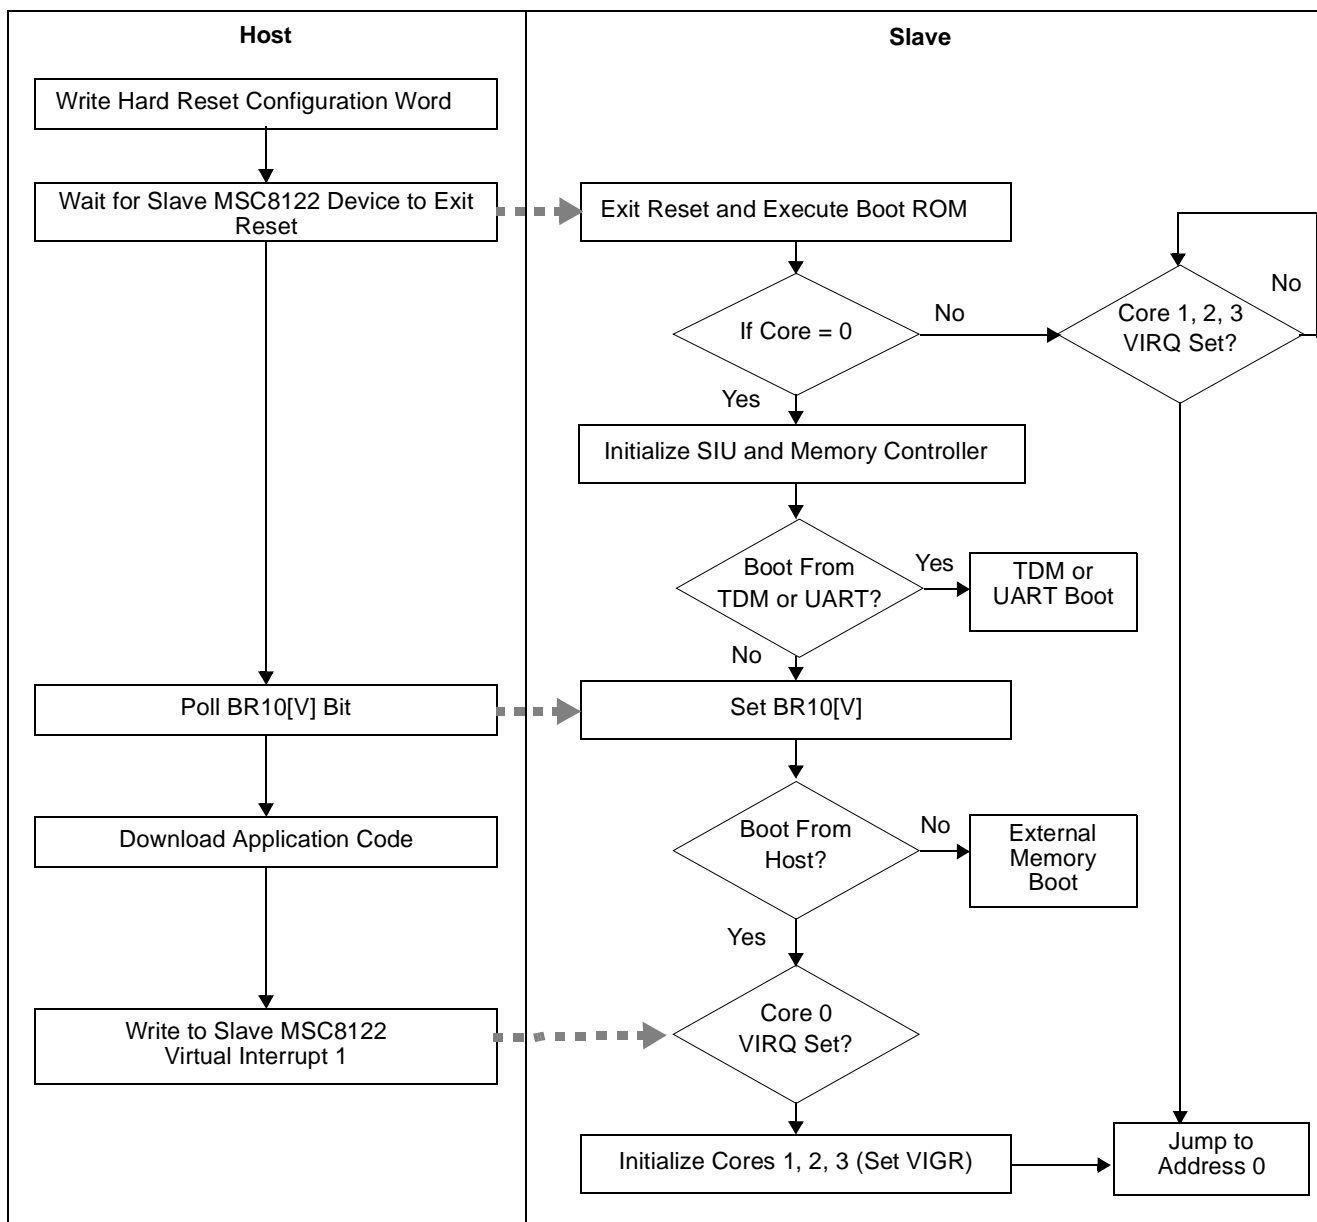 Host
Slave
Write Hard Reset Configuration Word
Wait for Slave MSC8122 Device to Exit
Reset
Exit Reset and Execute Boot ROM
No
If Core = 0
No
Core 1, 2, 3
VIRQ Set?
Yes
Initialize SIU and Memory Controller
Boot From
TDM or UART?
Yes
TDM or
UART Boot
No
Poll BR10[V] Bit
Set BR10[V]
Download Application Code
Boot From
Host?
No
External
Memory
Boot
Yes
Write to Slave MSC8122
Virtual Interrupt 1
Core 0
VIRQ Set?
Initialize Cores 1, 2, 3 (Set VIGR)
Jump to
Address 0